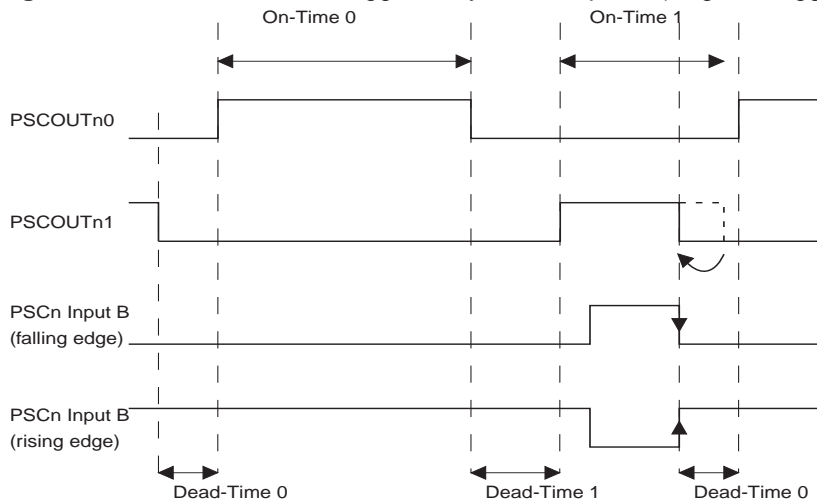 On-Time 0
On-Time 1
PSCOUTn0
PSCOUTn1
PSCn Input B
(falling edge)
PSCn Input B
(rising edge)
Dead-Time 0
Dead-Time 1
Dead-Time 0